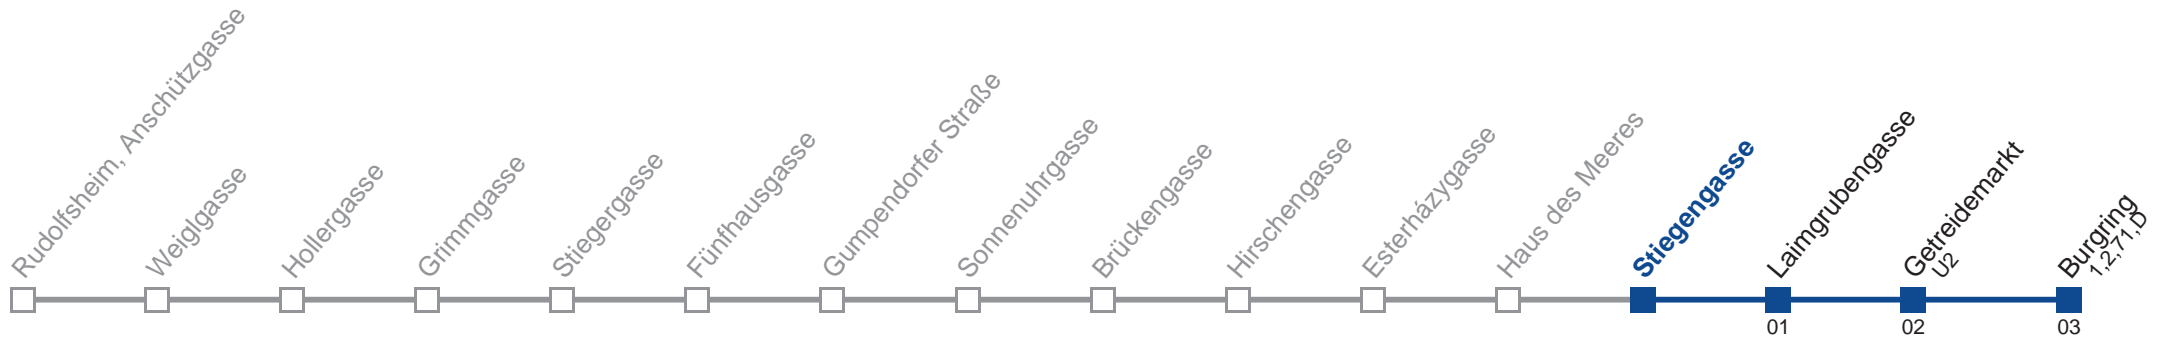 Rudolfsheim, Anschützgasse
Weiglgasse
Hollergasse
Grimmgasse
Stiegergasse
Fünfhausgasse
Gumpendorfer Straße
Sonnenuhrgasse
Brückengasse
Hirschengasse
Esterházygasse
Haus des Meeres
Stiegengasse
Laimgrubengasse
Getreidemarkt
U2
Burgring
1,2,71,D
01
02
03